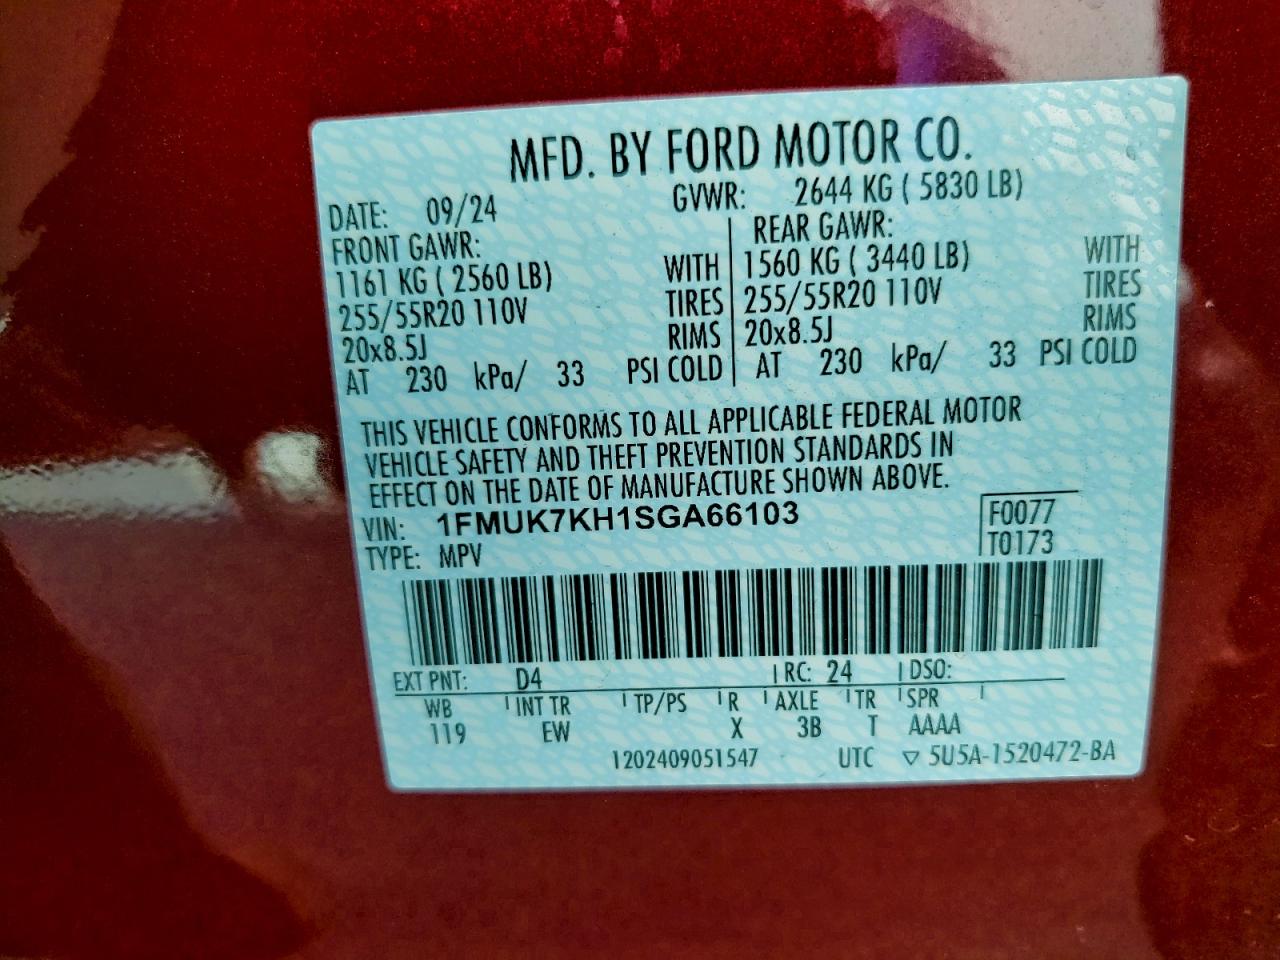 MFD. BY FORD MOTOR CO.
DATE: 09/24 GVWR: 2644 KG ( 5830 LB)
FRONT GAWR: REAR GAWR:
1161 KG ( 2560 LB) WITH 1560 KG ( 3440 LB) WITH
255/55R20 110V TIRES 255/55R20 110V TIRES
20x8.5J RIMS 20x8.5J RIMS
AT 230 kPa/ 33 PSI COLD AT 230 kPa/ 33 PSI COLD
THIS VEHICLE CONFORMS TO ALL APPLICABLE FEDERAL MOTOR
VEHICLE SAFETY AND THEFT PREVENTION STANDARDS IN
EFFECT ON THE DATE OF MANUFACTURE SHOWN ABOVE.
VIN: 1FMUK7KH1SGA66103 F0077
TYPE: MPV T0173
EXT PNT: D4 RC: 24 DSO:
WB INT TR TP/PS R AXLE TR SPR
119 EW X 3B T AAAA
1202409051547 UTC ▽ 5U5A-1520472-BA